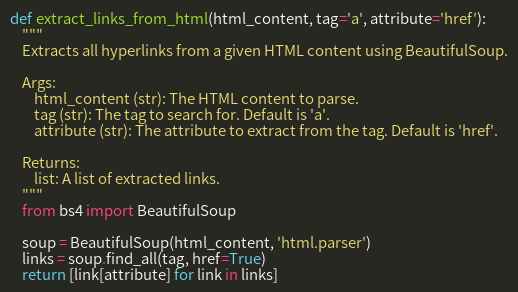 def extract_links_from_html(html_content, tag='a', attribute='href'):
    """
    Extracts all hyperlinks from a given HTML content using BeautifulSoup.

    Args:
        html_content (str): The HTML content to parse.
        tag (str): The tag to search for. Default is 'a'.
        attribute (str): The attribute to extract from the tag. Default is 'href'.

    Returns:
        list: A list of extracted links.
    """
    from bs4 import BeautifulSoup

    soup = BeautifulSoup(html_content, 'html.parser')
    links = soup.find_all(tag, href=True)
    return [link[attribute] for link in links]